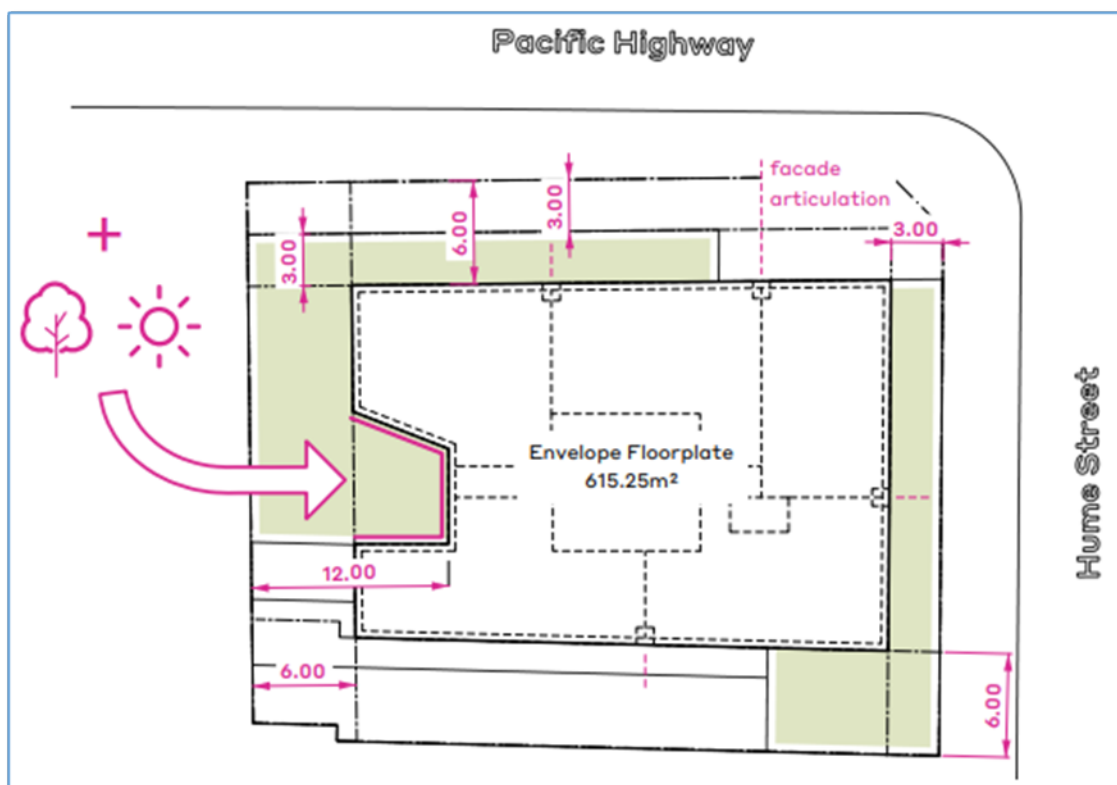 Pacific Highway
facade
articulation
3.00
3.00
6.00
3.00
Envelope Floorplate
615.25m²
Hume Street
12.00
6.00
6.00